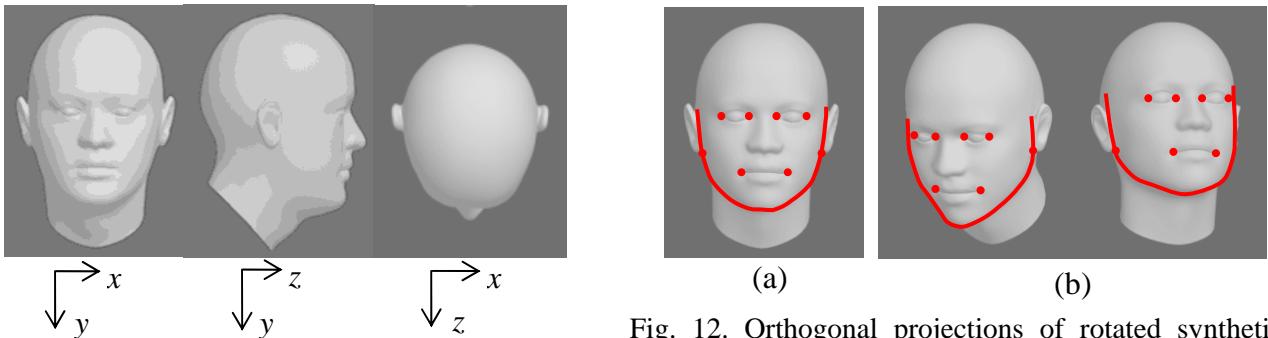 x
y
z
y
x
z
(a)
(b)
Fig. 12. Orthogonal projections of rotated syntheti